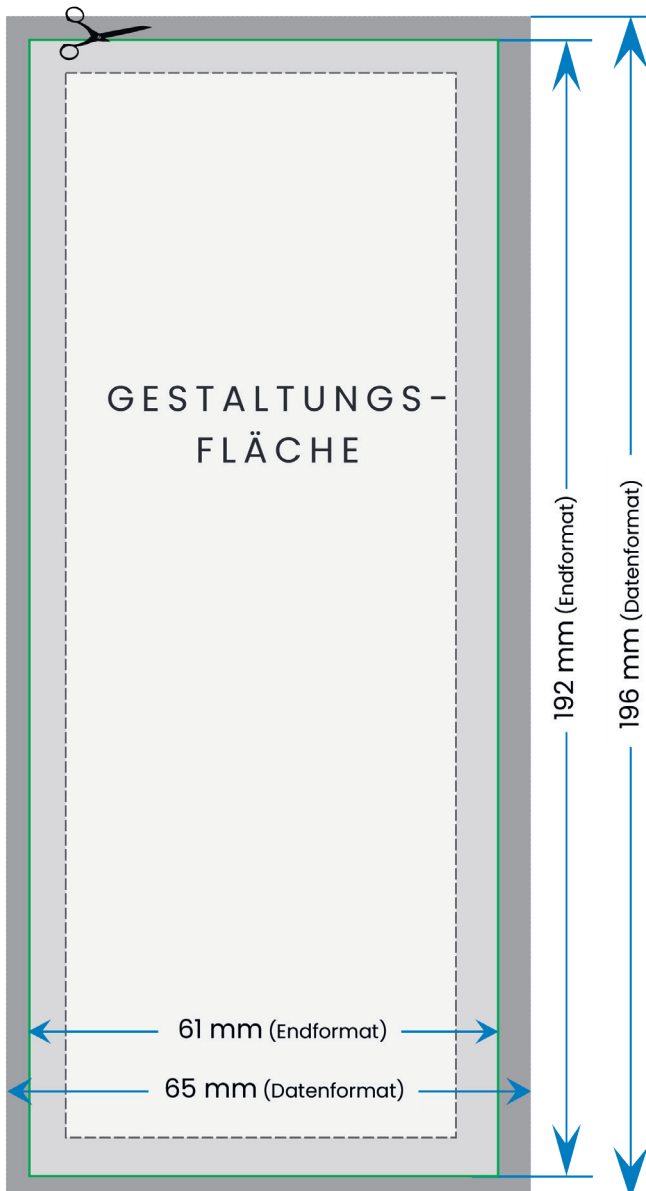 GESTALTUNGS-
FLÄCHE
192 mm (Endformat)
196 mm (Datenformat)
61 mm (Endformat)
65 mm (Datenformat)